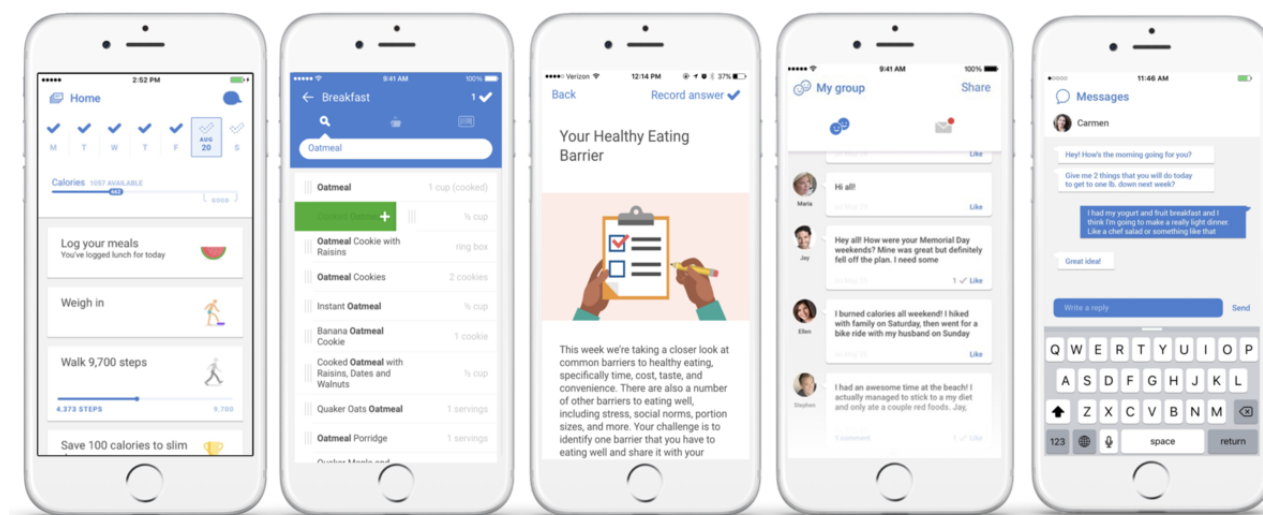 2:52 PM
Home
M T W T F AUG 20 S
Calories 1057 AVAILABLE
GOOD
Log your meals
You've logged lunch for today
Weigh in
Walk 9,700 steps
4,373 STEPS 9,700
Save 100 calories to slim
9:41 AM 100%
Breakfast 1
Oatmeal
Oatmeal 1 cup (cooked)
½ cup
Oatmeal Cookie with
Raisins
ring box
Oatmeal Cookies 2 cookies
Instant Oatmeal ½ cup
Banana Oatmeal
Cookie
1 cookie
Cooked Oatmeal with
Raisins, Dates and
Walnuts
½ cup
Quaker Oats Oatmeal 1 servings
Oatmeal Porridge 1 servings
Verizon 12:14 PM 37%
Back Record answer
Your Healthy Eating
Barrier
This week we're taking a closer look at
common barriers to healthy eating,
specifically time, cost, taste, and
convenience. There are also a number
of other barriers to eating well,
including stress, social norms, portion
sizes, and more. Your challenge is to
identify one barrier that you have to
eating well and share it with your
9:41 AM 100%
My group Share
Like
Maria
Hi all!
Like
Jay
Hey all! How were your Memorial Day
weekends? Mine was great but definitely
fell off the plan. I need some
1 Like
Ellen
I burned calories all weekend! I hiked
with family on Saturday, then went for a
bike ride with my husband on Sunday
Like
Stephen
I had an awesome time at the beach! I
actually managed to stick to a my diet
and only ate a couple red foods. Jay,
1 comment 1 Like
11:46 AM
Messages
Carmen
Hey! How's the morning going for you?
Give me 2 things that you will do today
to get to one lb. down next week?
I had my yogurt and fruit breakfast and I
think I'm going to make a really light dinner.
Like a chef salad or something like that
Great idea!
Write a reply Send
Q W E R T Y U I O P
A S D F G H J K L
Z X C V B N M
123 space return